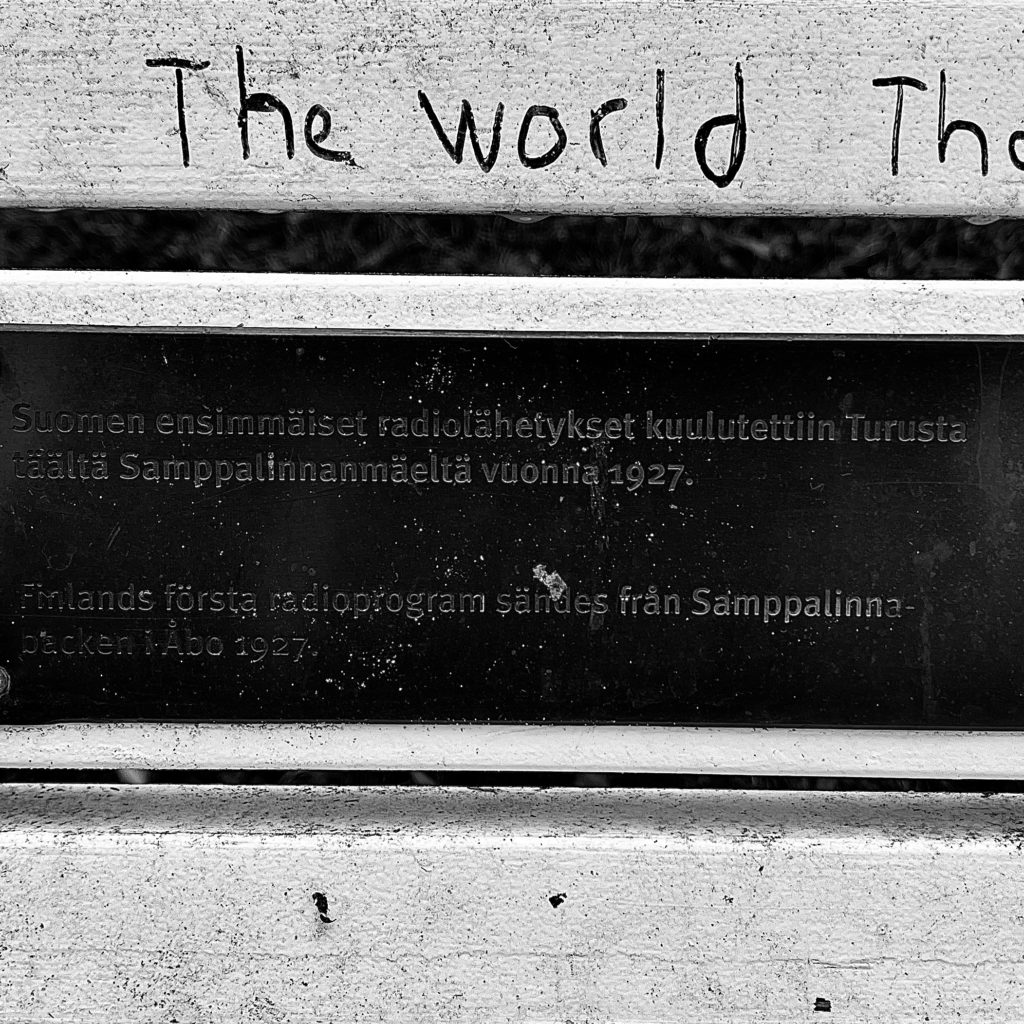 The world The
Suomen ensimmäiset radiolähetykset kuulutettiin Turusta
täältä Samppalinnanmäeltä vuonna 1927.
Finlands första radioprogram sändes från Samppalinna-
backen i Åbo 1927.